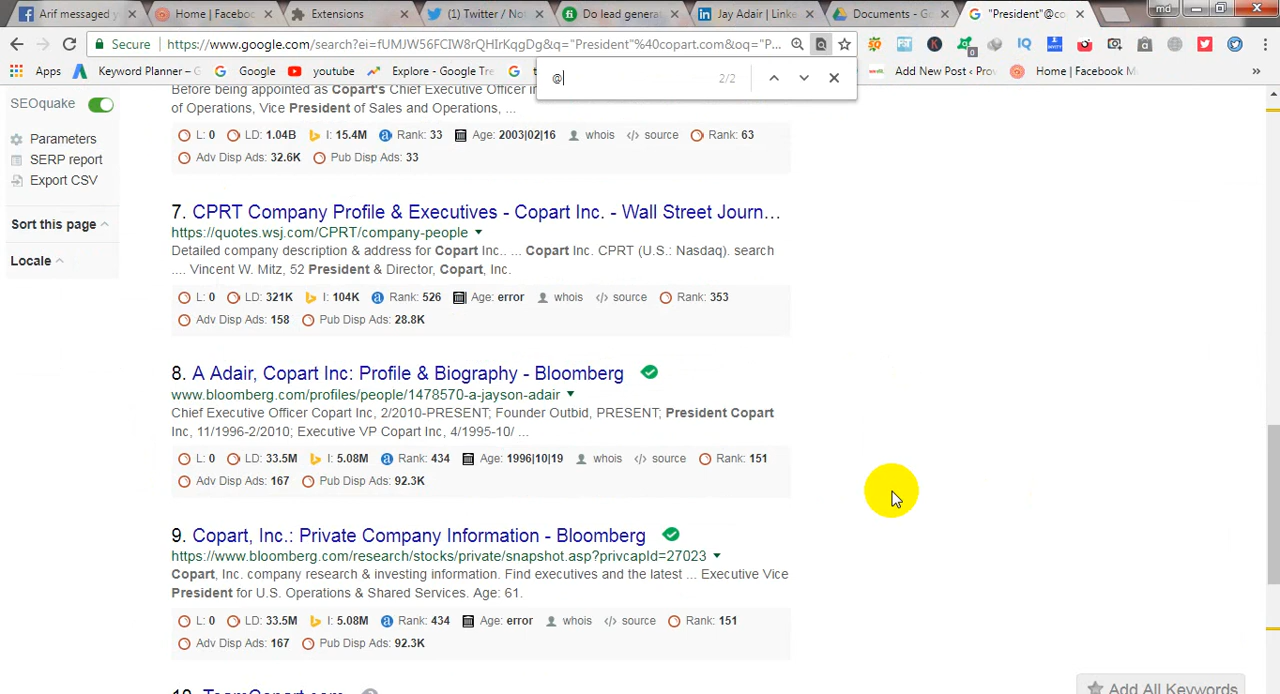 Arif messaged y
Home | Facebo
Extensions
(1) Twitter / No
Do lead genera
Jay Adair | Linke
Documents - Go
"President"@co
md
Secure
https://www.google.com/search?ei=fUMJW56FCIW8rQHIrKqgDg&q="President"%40copart.com&oq="P...
Apps
Keyword Planner - G
Google
youtube
Explore - Google Tre
Add New Post ‹ Pro
Home | Facebook M
»
@
2/2
SEOquake
Parameters
SERP report
Export CSV
Sort this page
Locale
Before being appointed as Copart's Chief Executive Officer in
of Operations, Vice President of Sales and Operations, ...
L: 0 LD: 1.04B I: 15.4M Rank: 33 Age: 2003|02|16 whois </> source Rank: 63
Adv Disp Ads: 32.6K Pub Disp Ads: 33
7. CPRT Company Profile & Executives - Copart Inc. - Wall Street Journ...
https://quotes.wsj.com/CPRT/company-people
Detailed company description & address for Copart Inc.. ... Copart Inc. CPRT (U.S.: Nasdaq). search
.... Vincent W. Mitz, 52 President & Director, Copart, Inc.
L: 0 LD: 321K I: 104K Rank: 526 Age: error whois </> source Rank: 353
Adv Disp Ads: 158 Pub Disp Ads: 28.8K
8. A Adair, Copart Inc: Profile & Biography - Bloomberg
www.bloomberg.com/profiles/people/1478570-a-jayson-adair
Chief Executive Officer Copart Inc, 2/2010-PRESENT; Founder Outbid, PRESENT; President Copart
Inc, 11/1996-2/2010; Executive VP Copart Inc, 4/1995-10/ ...
L: 0 LD: 33.5M I: 5.08M Rank: 434 Age: 1996|10|19 whois </> source Rank: 151
Adv Disp Ads: 167 Pub Disp Ads: 92.3K
9. Copart, Inc.: Private Company Information - Bloomberg
https://www.bloomberg.com/research/stocks/private/snapshot.asp?privcapId=27023
Copart, Inc. company research & investing information. Find executives and the latest ... Executive Vice
President for U.S. Operations & Shared Services. Age: 61.
L: 0 LD: 33.5M I: 5.08M Rank: 434 Age: error whois </> source Rank: 151
Adv Disp Ads: 167 Pub Disp Ads: 92.3K
10. TeamCopart.com
Add All Keywords